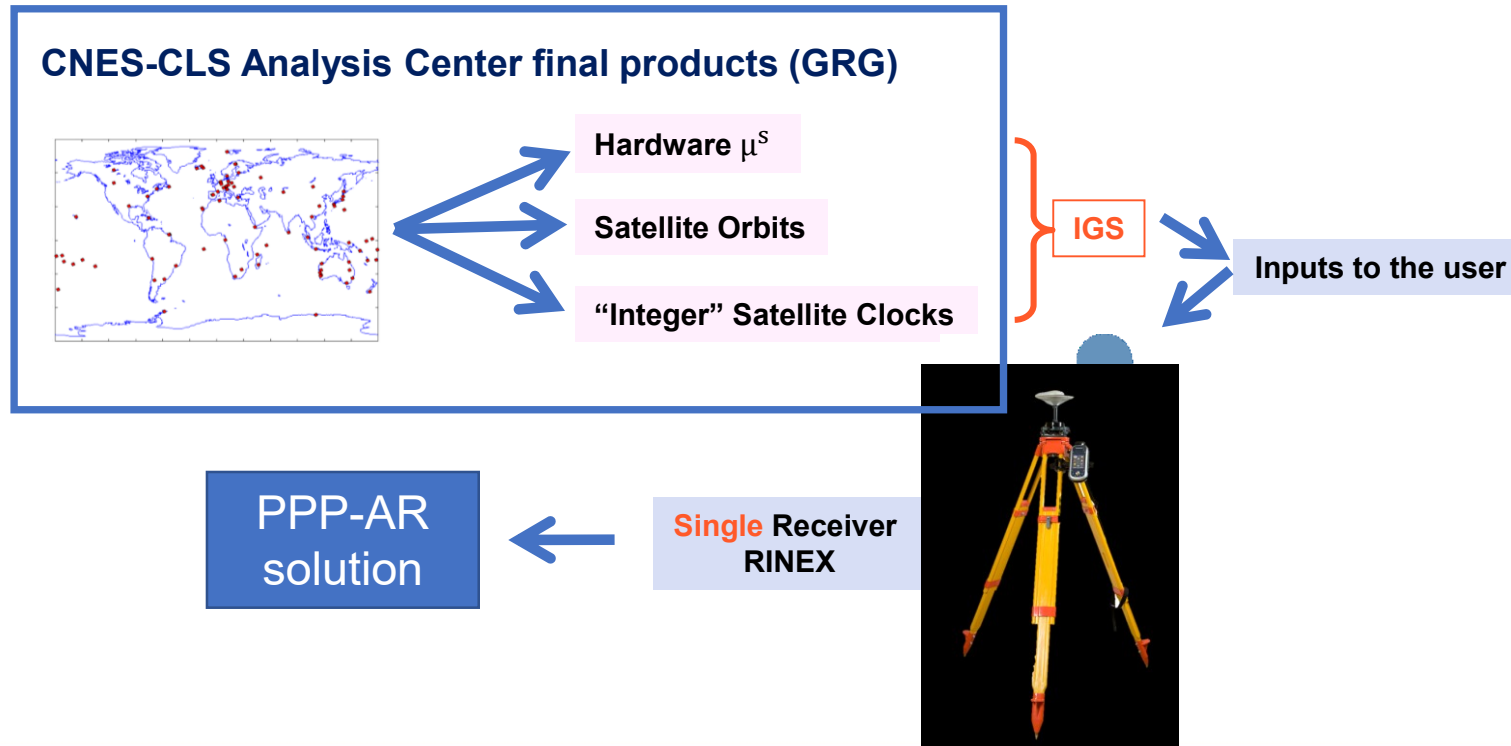 CNES-CLS Analysis Center final products (GRG)
Hardware μˢ
Satellite Orbits
“Integer” Satellite Clocks
IGS
Inputs to the user
PPP-AR
solution
Single Receiver
RINEX